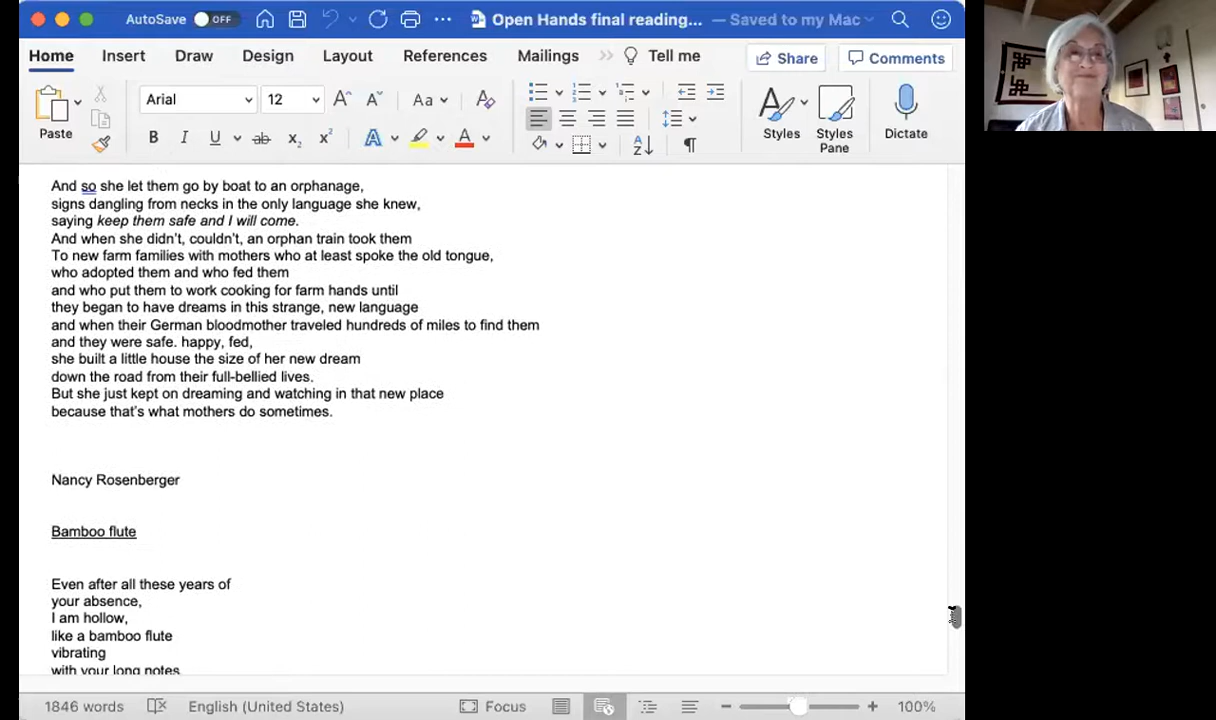 AutoSave OFF Open Hands final reading... — Saved to my Mac
Home Insert Draw Design Layout References Mailings Tell me Share Comments
Paste Arial 12 Aa Styles Styles Pane Dictate
And so she let them go by boat to an orphanage,
signs dangling from necks in the only language she knew,
saying keep them safe and I will come.
And when she didn't, couldn't, an orphan train took them
To new farm families with mothers who at least spoke the old tongue,
who adopted them and who fed them
and who put them to work cooking for farm hands until
they began to have dreams in this strange, new language
and when their German bloodmother traveled hundreds of miles to find them
and they were safe. happy, fed,
she built a little house the size of her new dream
down the road from their full-bellied lives.
But she just kept on dreaming and watching in that new place
because that's what mothers do sometimes.
Nancy Rosenberger
Bamboo flute
Even after all these years of
your absence,
I am hollow,
like a bamboo flute
vibrating
with your long notes
1846 words English (United States) Focus 100%